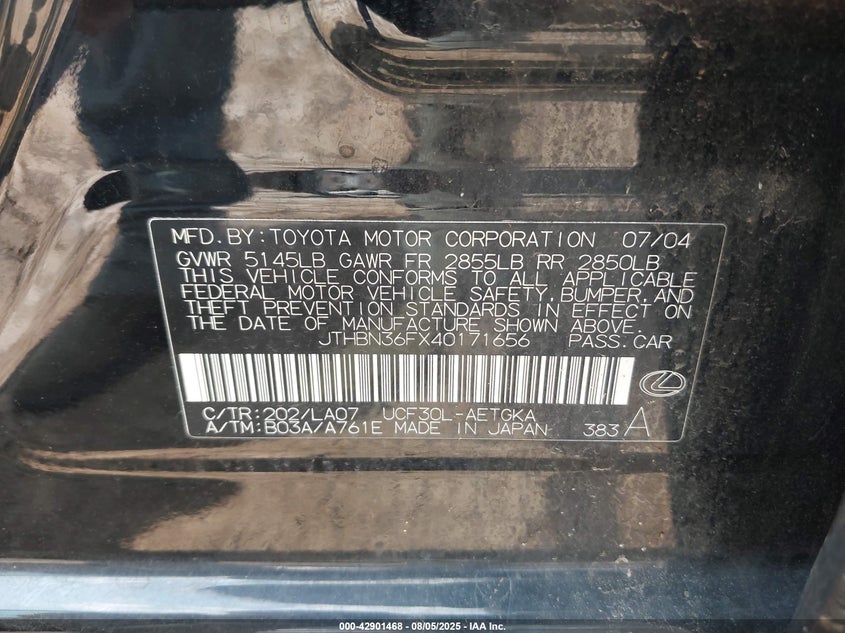 MFD. BY: TOYOTA MOTOR CORPORATION 07/04
GVWR 5145LB GAWR FR 2855LB RR 2850LB
THIS VEHICLE CONFORMS TO ALL APPLICABLE
FEDERAL MOTOR VEHICLE SAFETY, BUMPER, AND
THEFT PREVENTION STANDARDS IN EFFECT ON
THE DATE OF MANUFACTURE SHOWN ABOVE.
JTHBN36FX40171656 PASS. CAR
C/TR: 202/LA07 UCF30L-AETGKA
A/TM: B03A/A761E MADE IN JAPAN 383 A
000-42901468 - 08/05/2025 - IAA Inc.